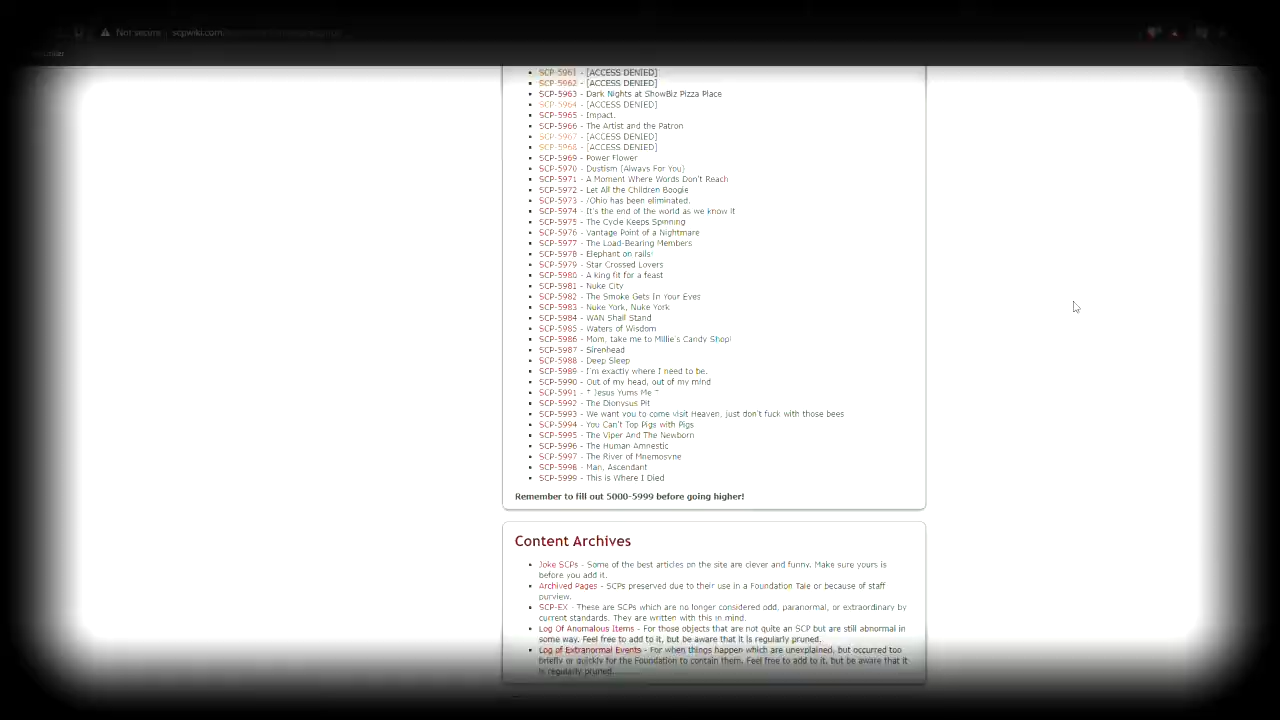 Not secure scpwiki.com
SCP-5961 - [ACCESS DENIED]
SCP-5962 - [ACCESS DENIED]
SCP-5963 - Dark Nights at ShowBiz Pizza Place
SCP-5964 - [ACCESS DENIED]
SCP-5965 - Impact.
SCP-5966 - The Artist and the Patron
SCP-5967 - [ACCESS DENIED]
SCP-5968 - [ACCESS DENIED]
SCP-5969 - Power Flower
SCP-5970 - Dustism (Always For You)
SCP-5971 - A Moment Where Words Don't Reach
SCP-5972 - Let All the Children Boogie
SCP-5973 - /Ohio has been eliminated.
SCP-5974 - It's the end of the world as we know it
SCP-5975 - The Cycle Keeps Spinning
SCP-5976 - Vantage Point of a Nightmare
SCP-5977 - The Load-Bearing Members
SCP-5978 - Elephant on rails
SCP-5979 - Star Crossed Lovers
SCP-5980 - A king fit for a feast
SCP-5981 - Nuke City
SCP-5982 - The Smoke Gets In Your Eyes
SCP-5983 - Nuke York, Nuke York
SCP-5984 - WAN Shall Stand
SCP-5985 - Waters of Wisdom
SCP-5986 - Mom, take me to Millie's Candy Shop!
SCP-5987 - Sirenhead
SCP-5988 - Deep Sleep
SCP-5989 - I'm exactly where I need to be.
SCP-5990 - Out of my head, out of my mind
SCP-5991 - † Jesus Yums Me †
SCP-5992 - The Dionysus Pit
SCP-5993 - We want you to come visit Heaven, just don't fuck with those bees
SCP-5994 - You Can't Top Pigs with Pigs
SCP-5995 - The Viper And The Newborn
SCP-5996 - The Human Amnestic
SCP-5997 - The River of Mnemosyne
SCP-5998 - Man, Ascendant
SCP-5999 - This is Where I Died
Remember to fill out 5000-5999 before going higher!
Content Archives
Joke SCPs - Some of the best articles on the site are clever and funny. Make sure yours is
before you add it.
Archived Pages - SCPs preserved due to their use in a Foundation Tale or because of staff
purview.
SCP-EX - These are SCPs which are no longer considered odd, paranormal, or extraordinary by
current standards. They are written with this in mind.
Log Of Anomalous Items - For those objects that are not quite an SCP but are still abnormal in
some way. Feel free to add to it, but be aware that it is regularly pruned.
Log of Extranormal Events - For when things happen which are unexplained, but occurred too
briefly or quickly for the Foundation to contain them. Feel free to add to it, but be aware that it
is regularly pruned.